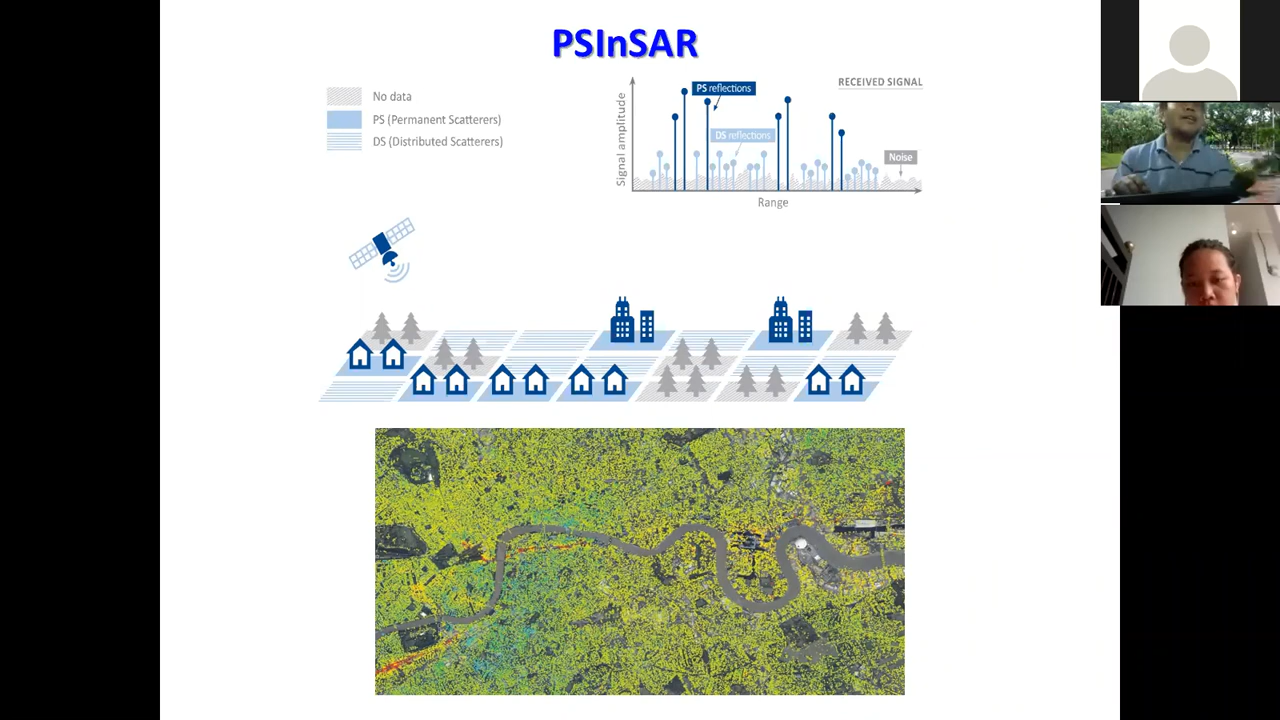 PSInSAR
No data
PS (Permanent Scatterers)
DS (Distributed Scatterers)
RECEIVED SIGNAL
PS reflections
DS reflections
Noise
Signal amplitude
Range